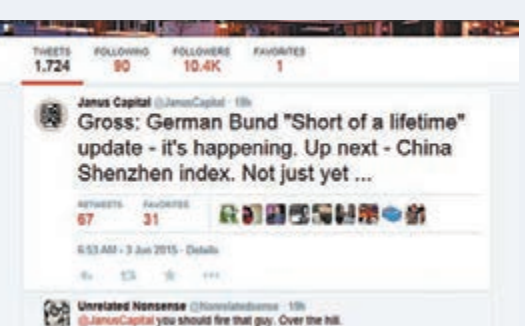 TWEETS FOLLOWING FOLLOWERS FAVORITES
1,724 90 10.4K 1
Janus Capital @JanusCapital · 19h
Gross: German Bund "Short of a lifetime"
update - it's happening. Up next - China
Shenzhen index. Not just yet ...
RETWEETS FAVORITES
67 31
6:53 AM - 3 Jun 2015 · Details
Unrelated Nonsense 19h
@JanusCapital you should fire that guy. Over the hill.